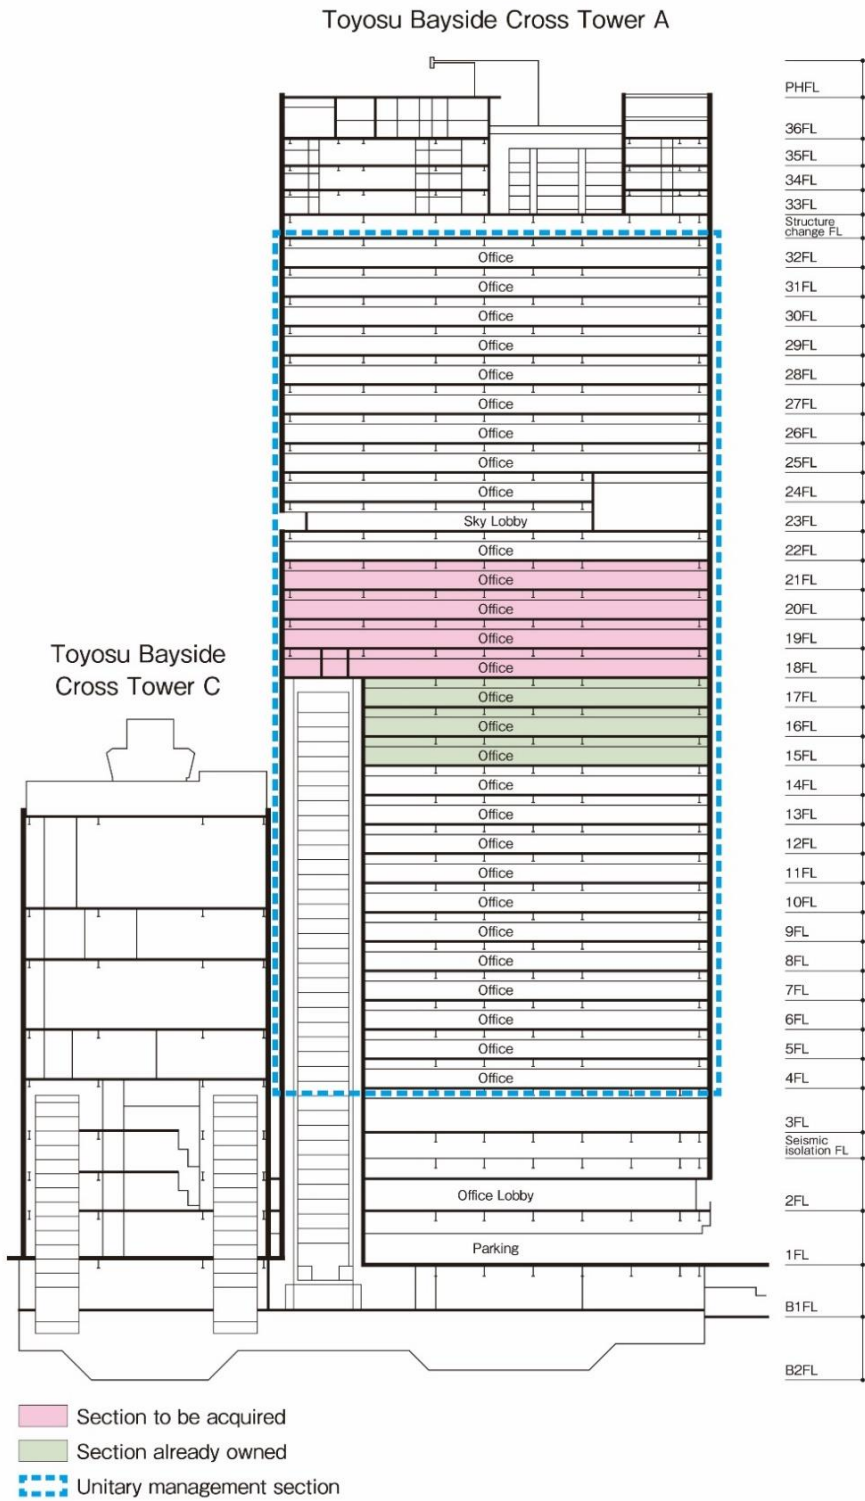 Toyosu Bayside Cross Tower A
PHFL
36FL
35FL
34FL
33FL
Structure
change FL
Office 32FL
Office 31FL
Office 30FL
Office 29FL
Office 28FL
Office 27FL
Office 26FL
Office 25FL
Office 24FL
Sky Lobby 23FL
Office 22FL
Office 21FL
Office 20FL
Office 19FL
Office 18FL
Toyosu Bayside
Cross Tower C
Office 17FL
Office 16FL
Office 15FL
Office 14FL
Office 13FL
Office 12FL
Office 11FL
Office 10FL
Office 9FL
Office 8FL
Office 7FL
Office 6FL
Office 5FL
Office 4FL
3FL
Seismic
isolation FL
Office Lobby 2FL
Parking 1FL
B1FL
B2FL
Section to be acquired
Section already owned
Unitary management section